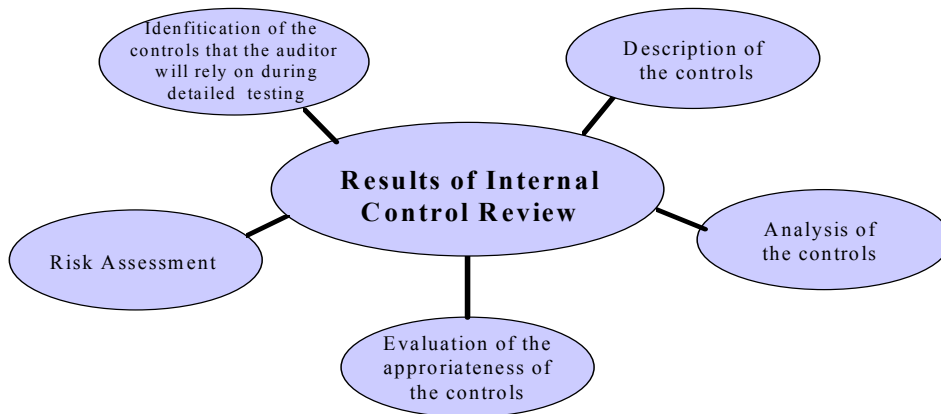 Idenfitication of the
controls that the auditor
will rely on during
detailed testing
Description of
the controls
Results of Internal
Control Review
Analysis of
the controls
Risk Assessment
Evaluation of the
approriateness of
the controls